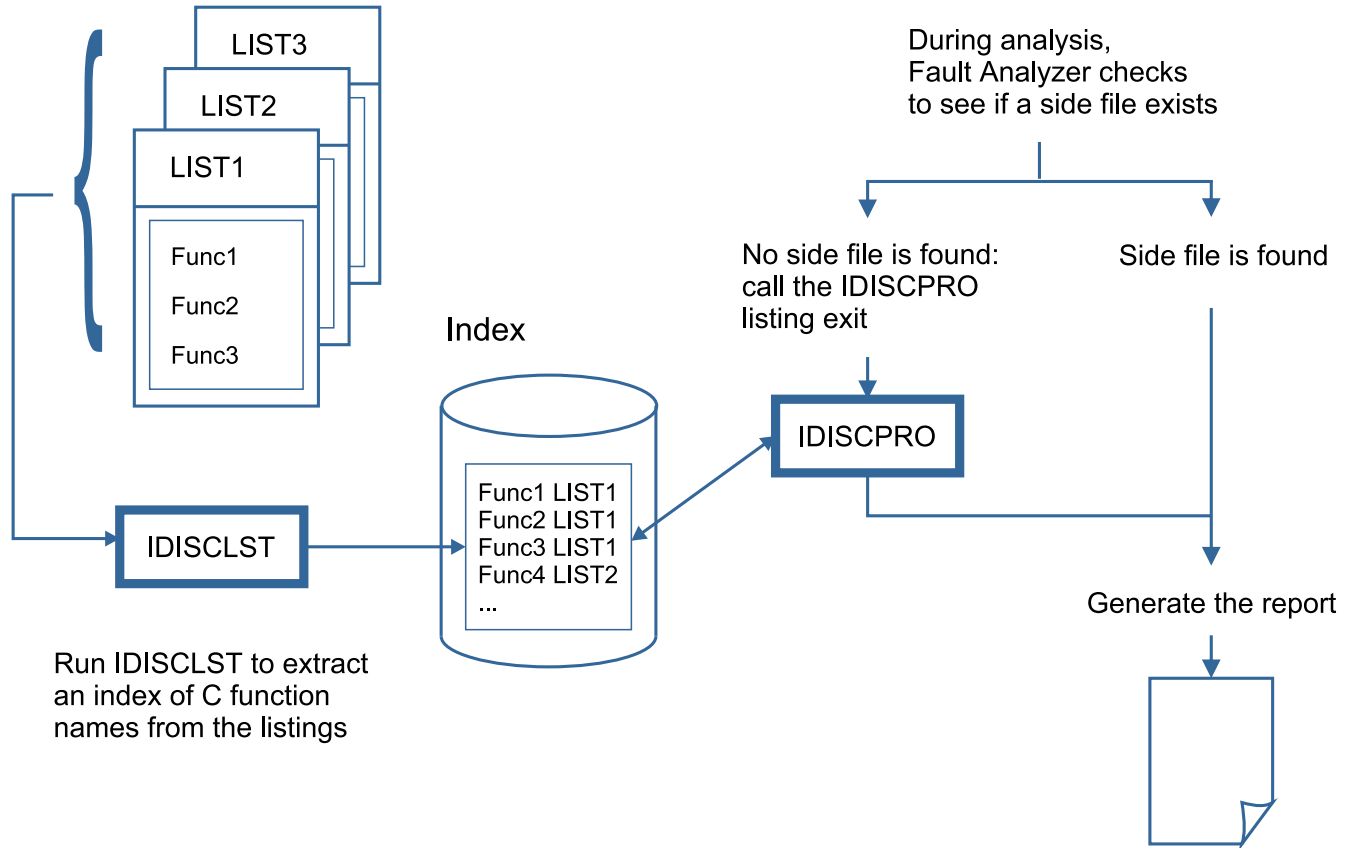 LIST3
LIST2
LIST1
Func1
Func2
Func3
IDISCLST
Run IDISCLST to extract
an index of C function
names from the listings
Index
Func1 LIST1
Func2 LIST1
Func3 LIST1
Func4 LIST2
...
During analysis,
Fault Analyzer checks
to see if a side file exists
No side file is found:
call the IDISCPRO
listing exit
Side file is found
IDISCPRO
Generate the report